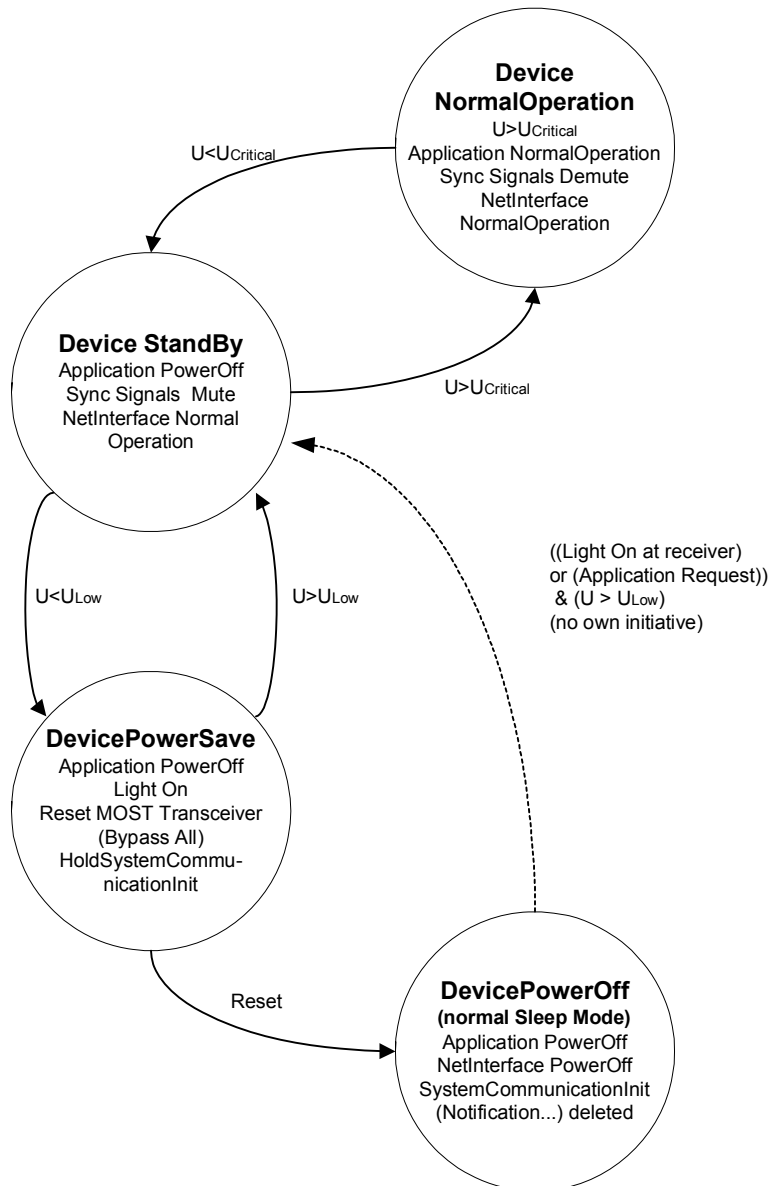 Device
NormalOperation
U>UCritical
Application NormalOperation
Sync Signals Demute
NetInterface
NormalOperation
U<UCritical
Device StandBy
Application PowerOff
Sync Signals  Mute
NetInterface Normal
Operation
U>UCritical
((Light On at receiver)
or (Application Request))
& (U > ULow)
(no own initiative)
U<ULow
U>ULow
DevicePowerSave
Application PowerOff
Light On
Reset MOST Transceiver
(Bypass All)
HoldSystemCommu-
nicationInit
Reset
DevicePowerOff
(normal Sleep Mode)
Application PowerOff
NetInterface PowerOff
SystemCommunicationInit
(Notification...) deleted